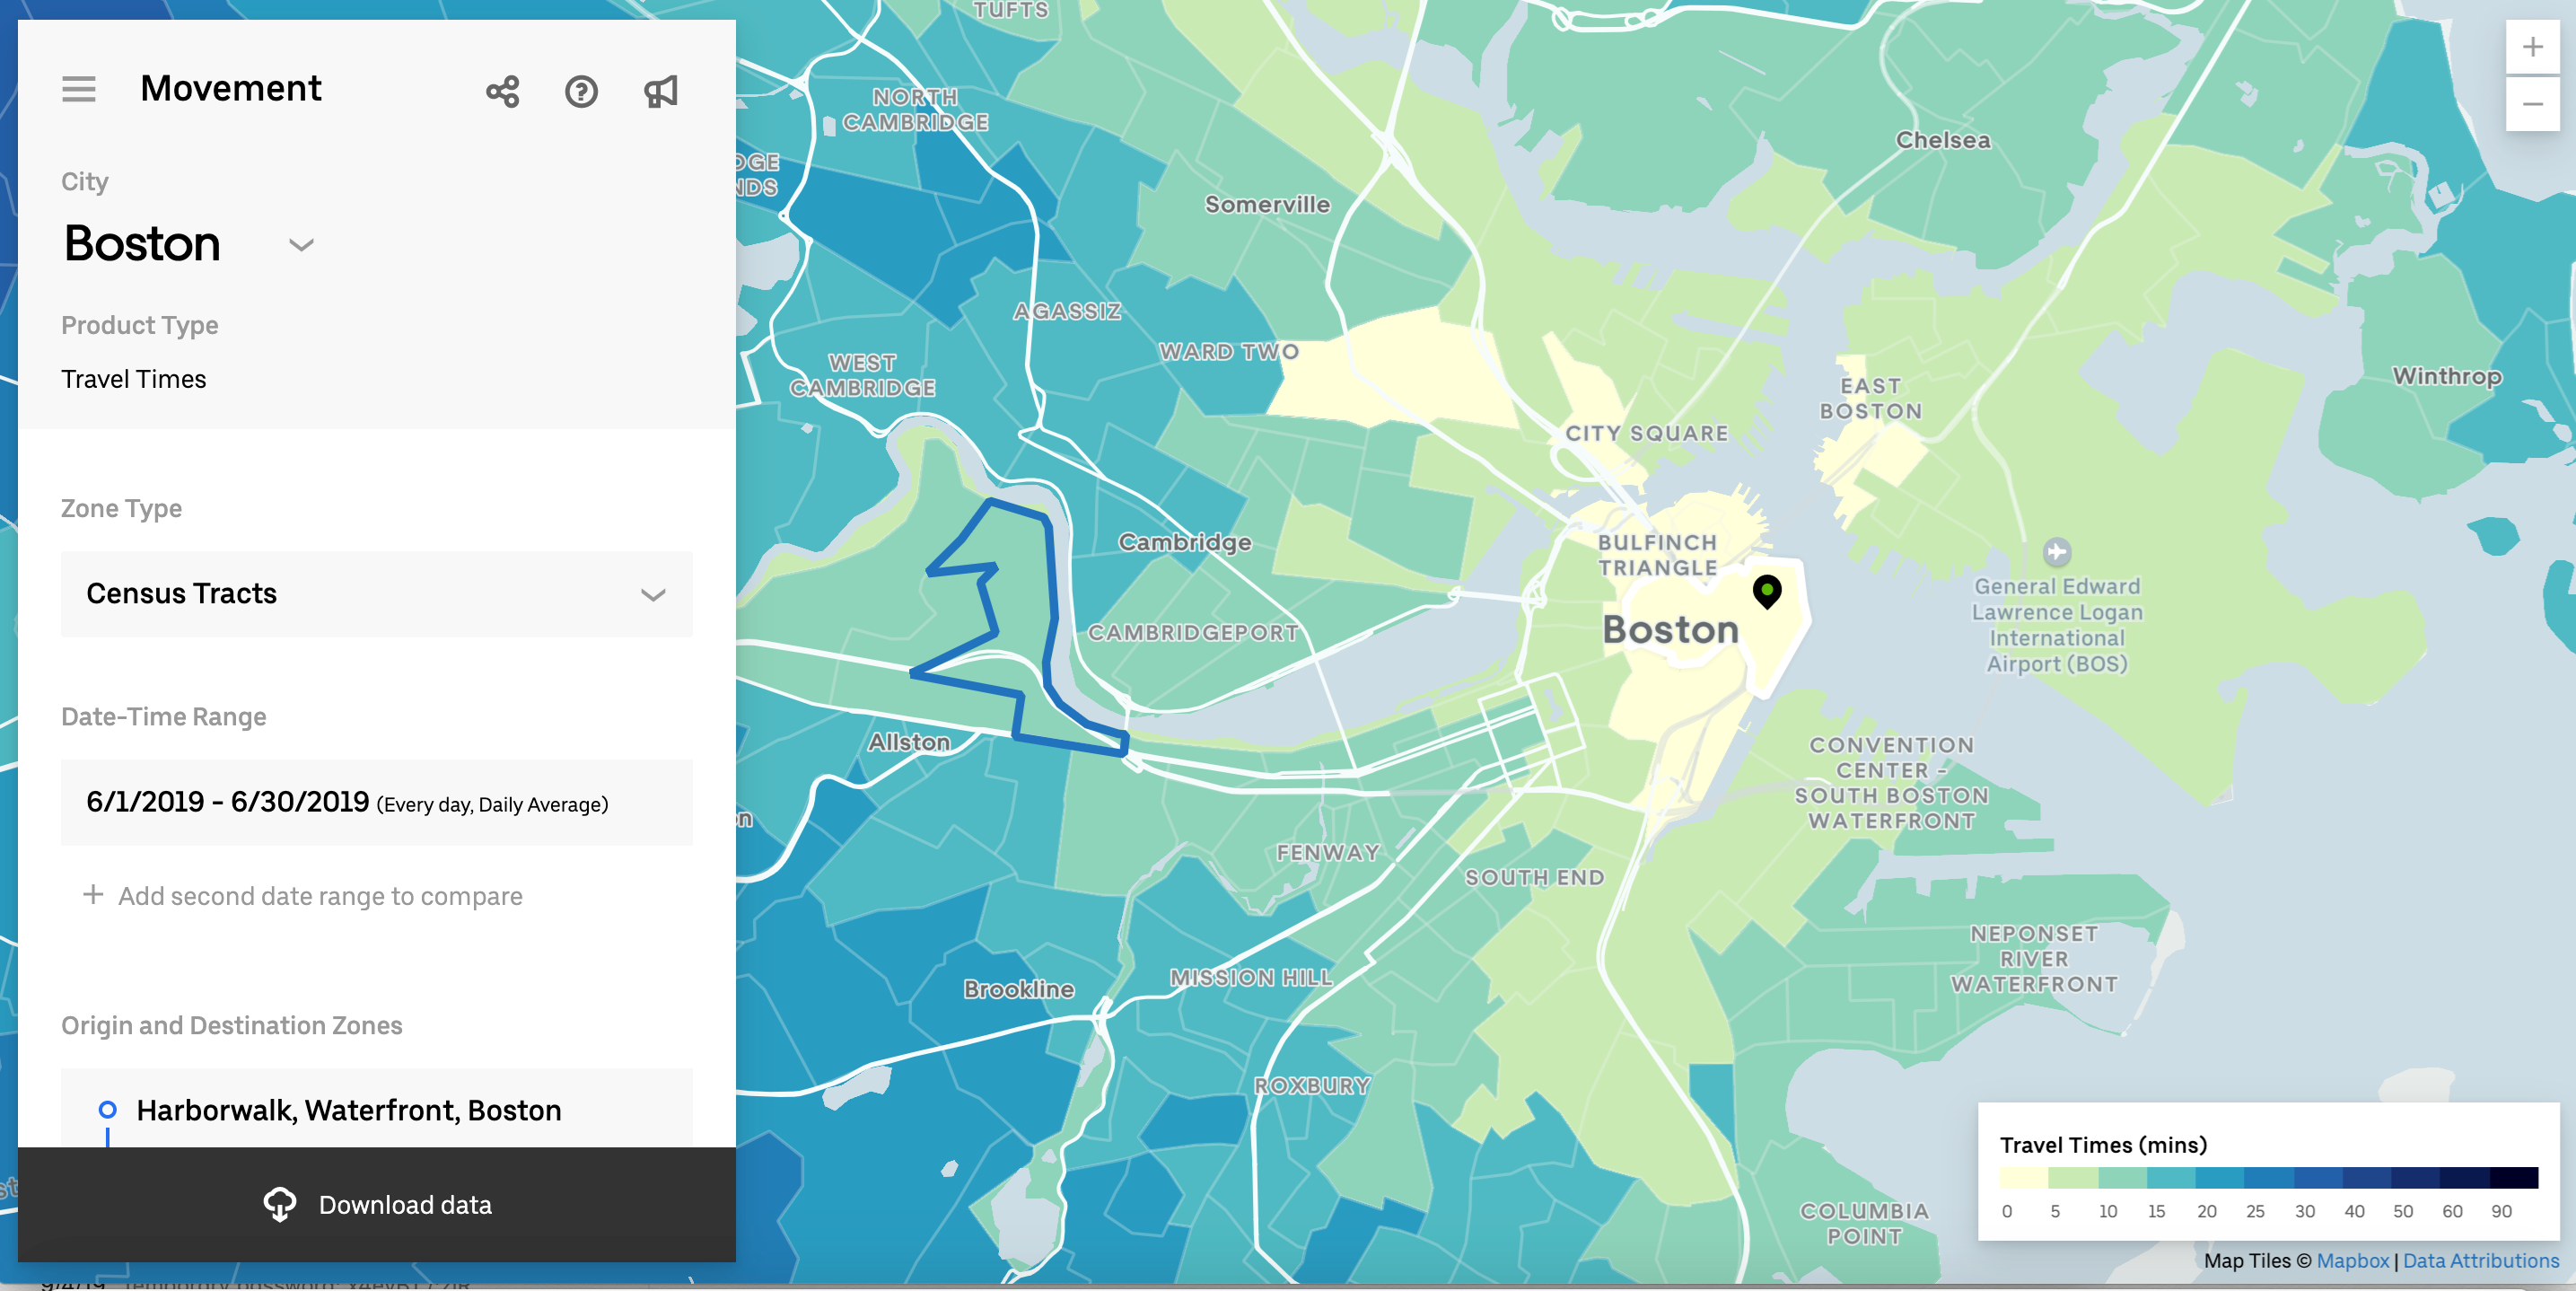 Movement
City
Boston
Product Type
Travel Times
Zone Type
Census Tracts
Date-Time Range
6/1/2019 - 6/30/2019 (Every day, Daily Average)
+ Add second date range to compare
Origin and Destination Zones
Harborwalk, Waterfront, Boston
Download data
TUFTS
NORTH
CAMBRIDGE
DGE
NDS
Somerville
Chelsea
AGASSIZ
WARD TWO
WEST
CAMBRIDGE
Winthrop
EAST
BOSTON
CITY SQUARE
Cambridge
BULFINCH
TRIANGLE
CAMBRIDGEPORT
Boston
General Edward
Lawrence Logan
International
Airport (BOS)
Allston
CONVENTION
CENTER -
SOUTH BOSTON
WATERFRONT
on
FENWAY
SOUTH END
NEPONSET
RIVER
WATERFRONT
Brookline
MISSION HILL
ROXBURY
COLUMBIA
POINT
+
−
Travel Times (mins)
0 5 10 15 20 25 30 40 50 60 90
Map Tiles © Mapbox | Data Attributions